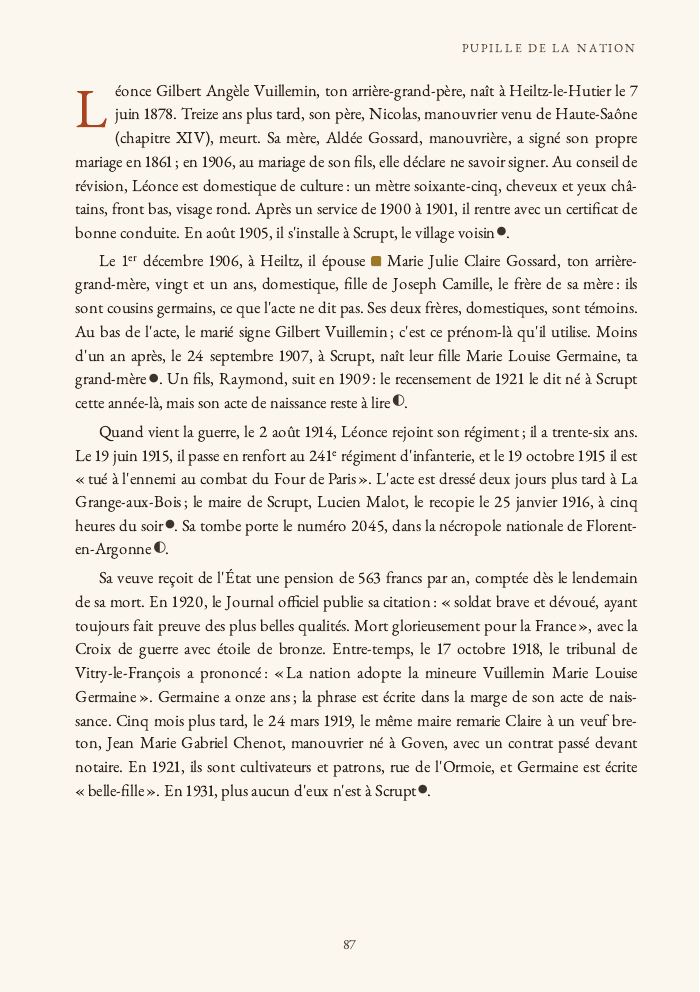 PUPILLE DE LA NATION
Léonce Gilbert Angèle Vuillemin, ton arrière-grand-père, naît à Heiltz-le-Hutier le 7
juin 1878. Treize ans plus tard, son père, Nicolas, manouvrier venu de Haute-Saône
(chapitre XIV), meurt. Sa mère, Aldée Gossard, manouvrière, a signé son propre
mariage en 1861 ; en 1906, au mariage de son fils, elle déclare ne savoir signer. Au conseil de
révision, Léonce est domestique de culture : un mètre soixante-cinq, cheveux et yeux châ-
tains, front bas, visage rond. Après un service de 1900 à 1901, il rentre avec un certificat de
bonne conduite. En août 1905, il s'installe à Scrupt, le village voisin●.
Le 1er décembre 1906, à Heiltz, il épouse ■ Marie Julie Claire Gossard, ton arrière-
grand-mère, vingt et un ans, domestique, fille de Joseph Camille, le frère de sa mère : ils
sont cousins germains, ce que l'acte ne dit pas. Ses deux frères, domestiques, sont témoins.
Au bas de l'acte, le marié signe Gilbert Vuillemin ; c'est ce prénom-là qu'il utilise. Moins
d'un an après, le 24 septembre 1907, à Scrupt, naît leur fille Marie Louise Germaine, ta
grand-mère●. Un fils, Raymond, suit en 1909 : le recensement de 1921 le dit né à Scrupt
cette année-là, mais son acte de naissance reste à lire◐.
Quand vient la guerre, le 2 août 1914, Léonce rejoint son régiment ; il a trente-six ans.
Le 19 juin 1915, il passe en renfort au 241e régiment d'infanterie, et le 19 octobre 1915 il est
« tué à l'ennemi au combat du Four de Paris ». L'acte est dressé deux jours plus tard à La
Grange-aux-Bois ; le maire de Scrupt, Lucien Malot, le recopie le 25 janvier 1916, à cinq
heures du soir●. Sa tombe porte le numéro 2045, dans la nécropole nationale de Florent-
en-Argonne◐.
Sa veuve reçoit de l'État une pension de 563 francs par an, comptée dès le lendemain
de sa mort. En 1920, le Journal officiel publie sa citation : « soldat brave et dévoué, ayant
toujours fait preuve des plus belles qualités. Mort glorieusement pour la France », avec la
Croix de guerre avec étoile de bronze. Entre-temps, le 17 octobre 1918, le tribunal de
Vitry-le-François a prononcé : « La nation adopte la mineure Vuillemin Marie Louise
Germaine ». Germaine a onze ans ; la phrase est écrite dans la marge de son acte de nais-
sance. Cinq mois plus tard, le 24 mars 1919, le même maire remarie Claire à un veuf bre-
ton, Jean Marie Gabriel Chenot, manouvrier né à Goven, avec un contrat passé devant
notaire. En 1921, ils sont cultivateurs et patrons, rue de l'Ormoie, et Germaine est écrite
« belle-fille ». En 1931, plus aucun d'eux n'est à Scrupt●.
87